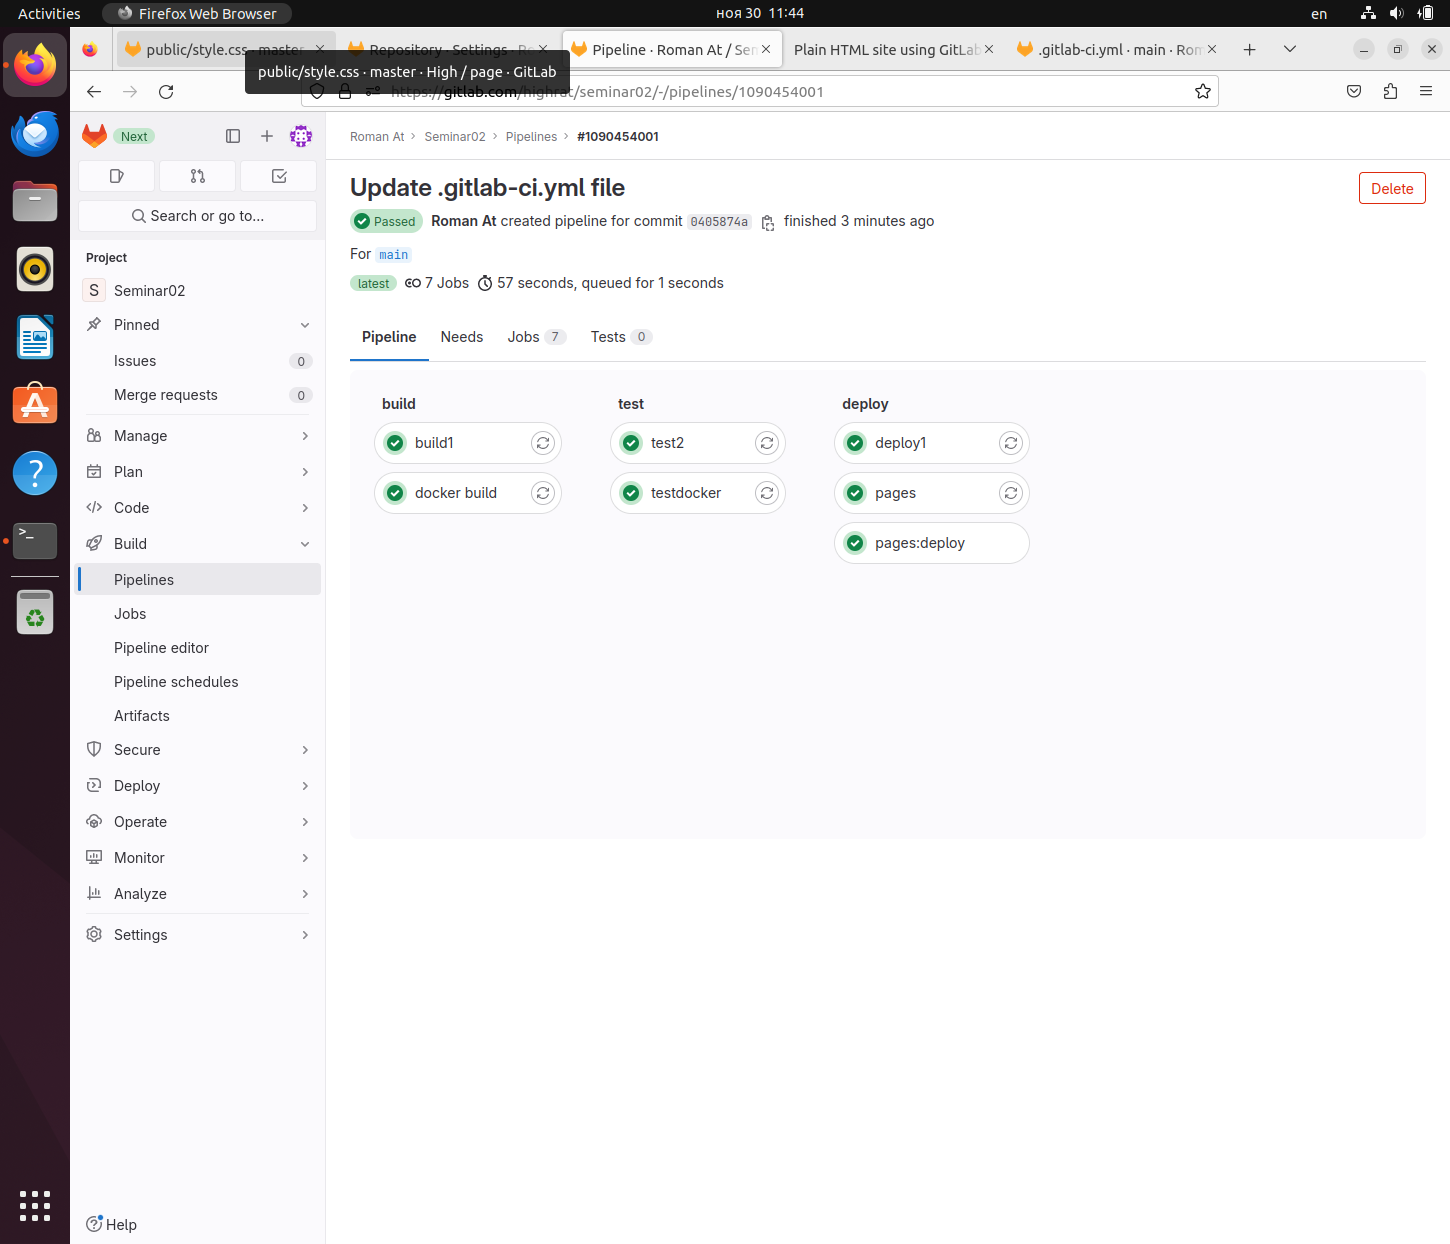 Activities
Firefox Web Browser
ноя 30 11:44
en
public/style.css · master
Repository · Settings · Ro
Pipeline · Roman At / Sem
Plain HTML site using GitLab
.gitlab-ci.yml · main · Rom
public/style.css · master · High / page · GitLab
https://gitlab.com/highrat/seminar02/-/pipelines/1090454001
Next
Search or go to...
Project
S Seminar02
Pinned
Issues 0
Merge requests 0
Manage
Plan
Code
Build
Pipelines
Jobs
Pipeline editor
Pipeline schedules
Artifacts
Secure
Deploy
Operate
Monitor
Analyze
Settings
Help
Roman At › Seminar02 › Pipelines › #1090454001
Update .gitlab-ci.yml file
Delete
Passed Roman At created pipeline for commit 0405874a finished 3 minutes ago
For main
latest 7 Jobs 57 seconds, queued for 1 seconds
Pipeline Needs Jobs 7 Tests 0
build
build1
docker build
test
test2
testdocker
deploy
deploy1
pages
pages:deploy